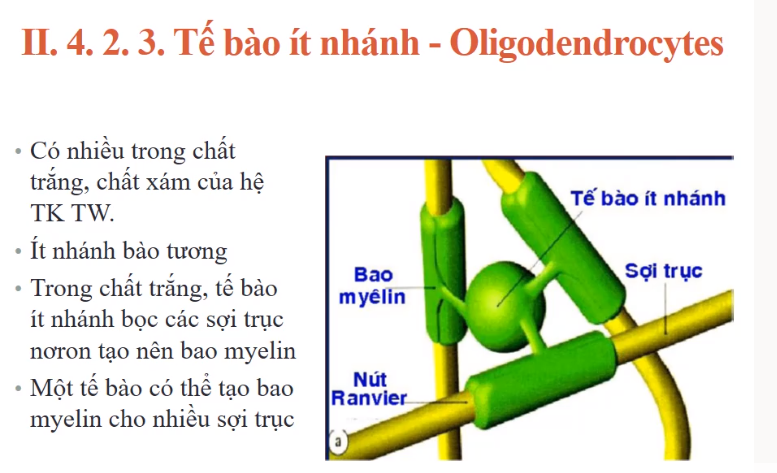 II. 4. 2. 3. Tế bào ít nhánh - Oligodendrocytes
• Có nhiều trong chất
trắng, chất xám của hệ
TK TW.
• Ít nhánh bào tương
• Trong chất trắng, tế bào
ít nhánh bọc các sợi trục
nơron tạo nên bao myelin
• Một tế bào có thể tạo bao
myelin cho nhiều sợi trục
Tế bào ít nhánh
Sợi trục
Bao
myêlin
Nút
Ranvier
a